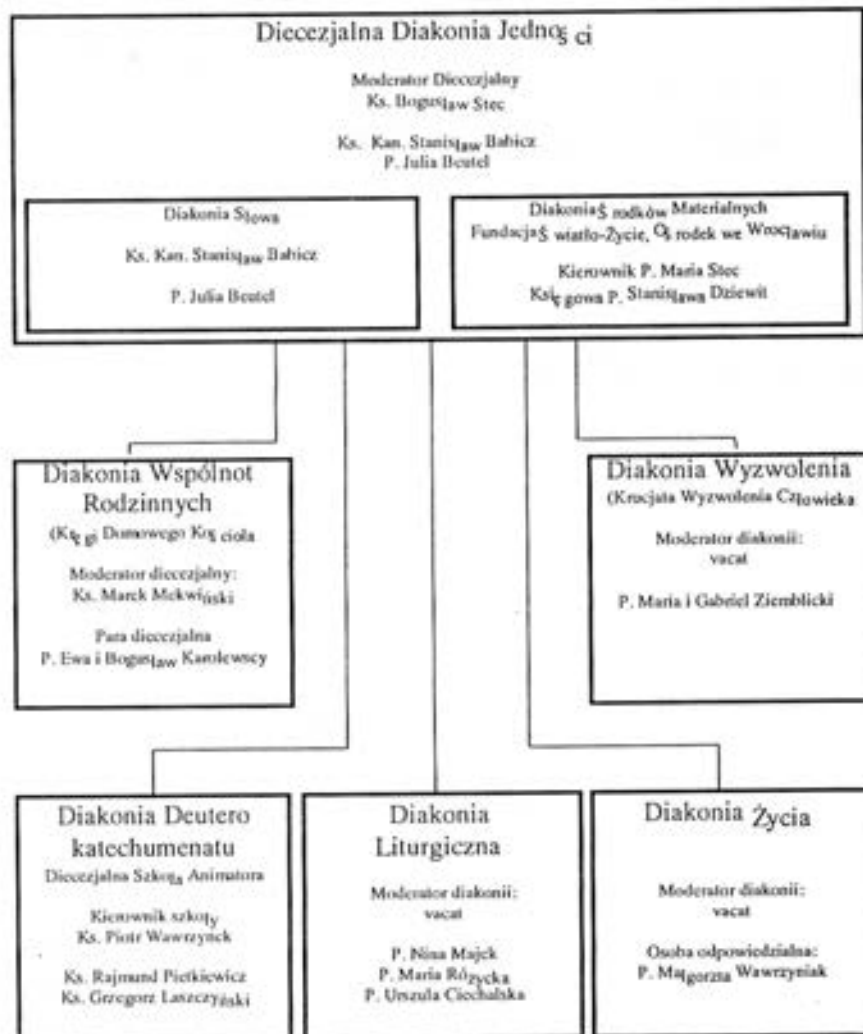 Diecezjalna Diakonia Jedności
Moderator Diecezjalny
Ks. Bogusław Stec
Ks. Kan. Stanisław Babicz
P. Julia Beutel
Diakonia Słowa
Ks. Kan. Stanisław Babicz
P. Julia Beutel
Diakonia Środków Materialnych
Fundacja Światło-Życie, Ośrodek we Wrocławiu
Kierownik P. Maria Stec
Księgowa P. Stanisława Dziewit
Diakonia Wspólnot
Rodzinnych
(Kręgi Domowego Kościoła
Moderator diecezjalny:
Ks. Marek Mekwiński
Para diecezjalna
P. Ewa i Bogusław Karolewscy
Diakonia Wyzwolenia
(Krucjata Wyzwolenia Człowieka
Moderator diakonii:
vacat
P. Maria i Gabriel Ziemblicki
Diakonia Deutero
katechumenatu
Diecezjalna Szkoła Animatora
Kierownik szkoły
Ks. Piotr Wawrzynek
Ks. Rajmund Pietkiewicz
Ks. Grzegorz Laszczyński
Diakonia
Liturgiczna
Moderator diakonii:
vacat
P. Nina Majek
P. Maria Różycka
P. Urszula Ciechalska
Diakonia Życia
Moderator diakonii:
vacat
Osoba odpowiedzialna:
P. Małgorzta Wawrzyniak